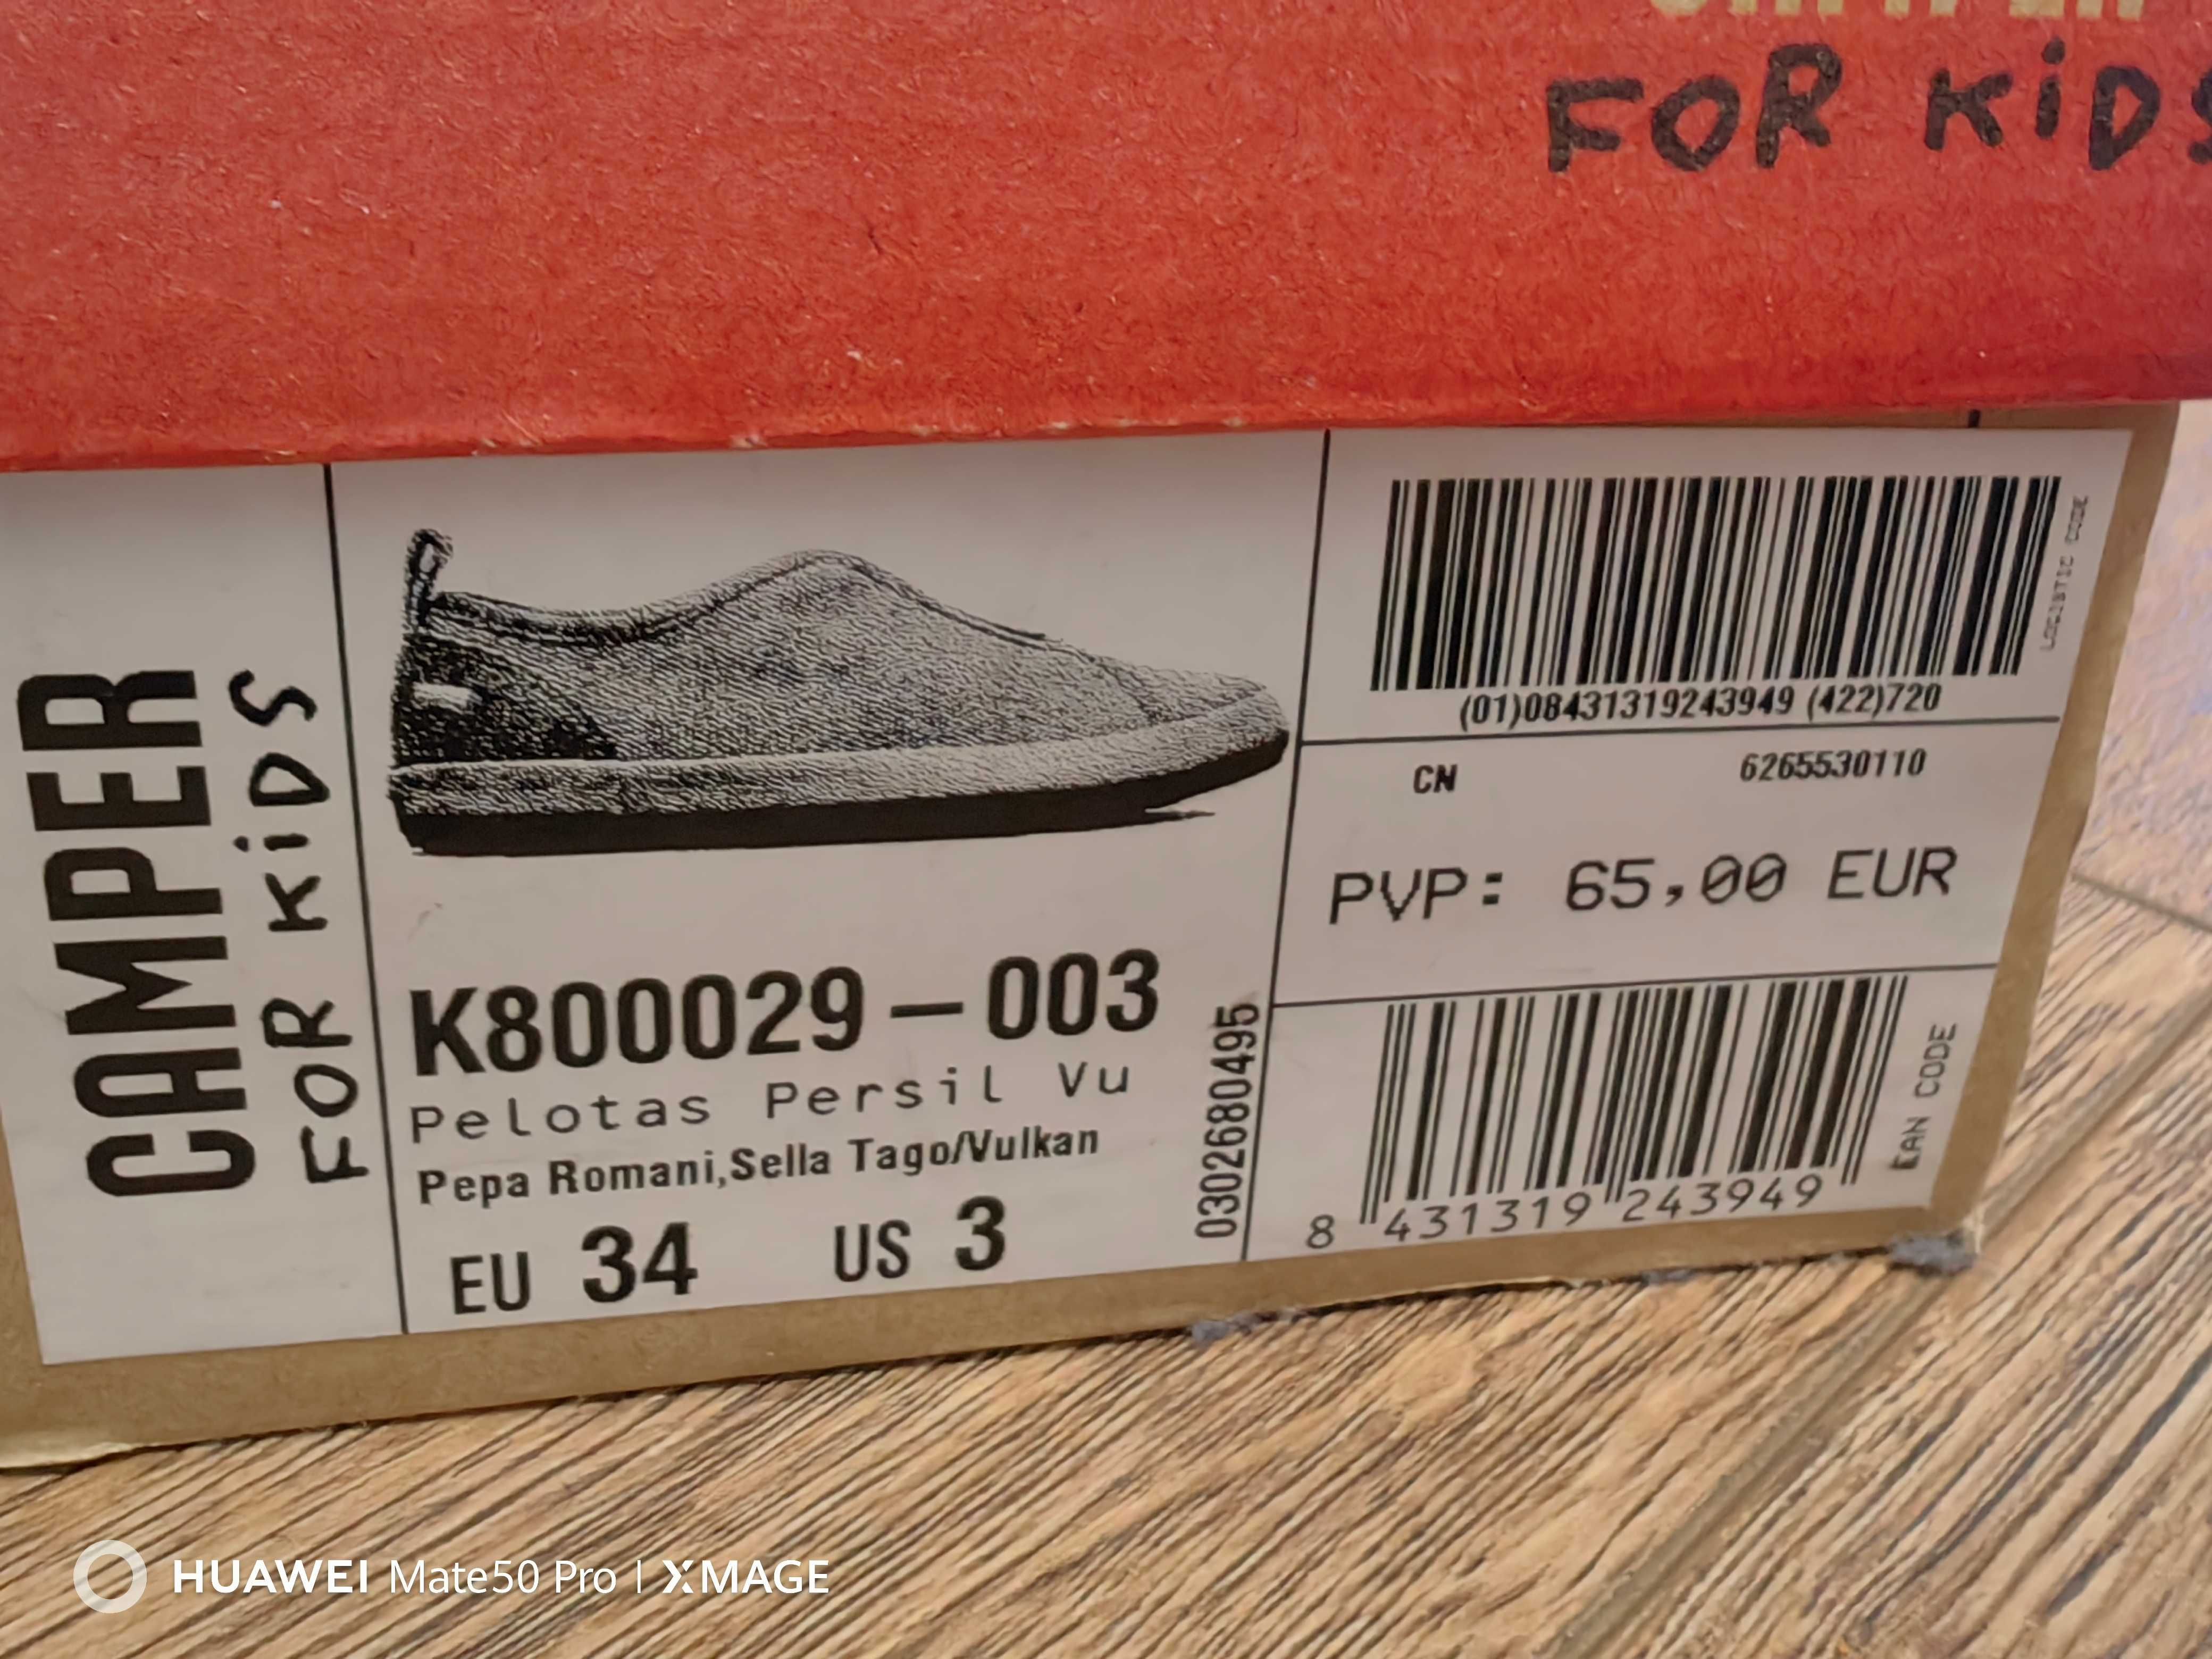 FOR KiDS
CAMPER
FOR KiDS
K800029-003
Pelotas Persil Vu
Pepa Romani,Sella Tago/Vulkan
EU 34 US 3
0302680495
LOGISTIC CODE
(01)08431319243949 (422)720
CN 6265530110
PVP: 65,00 EUR
EAN CODE
8 431319 243949
HUAWEI Mate50 Pro | XMAGE